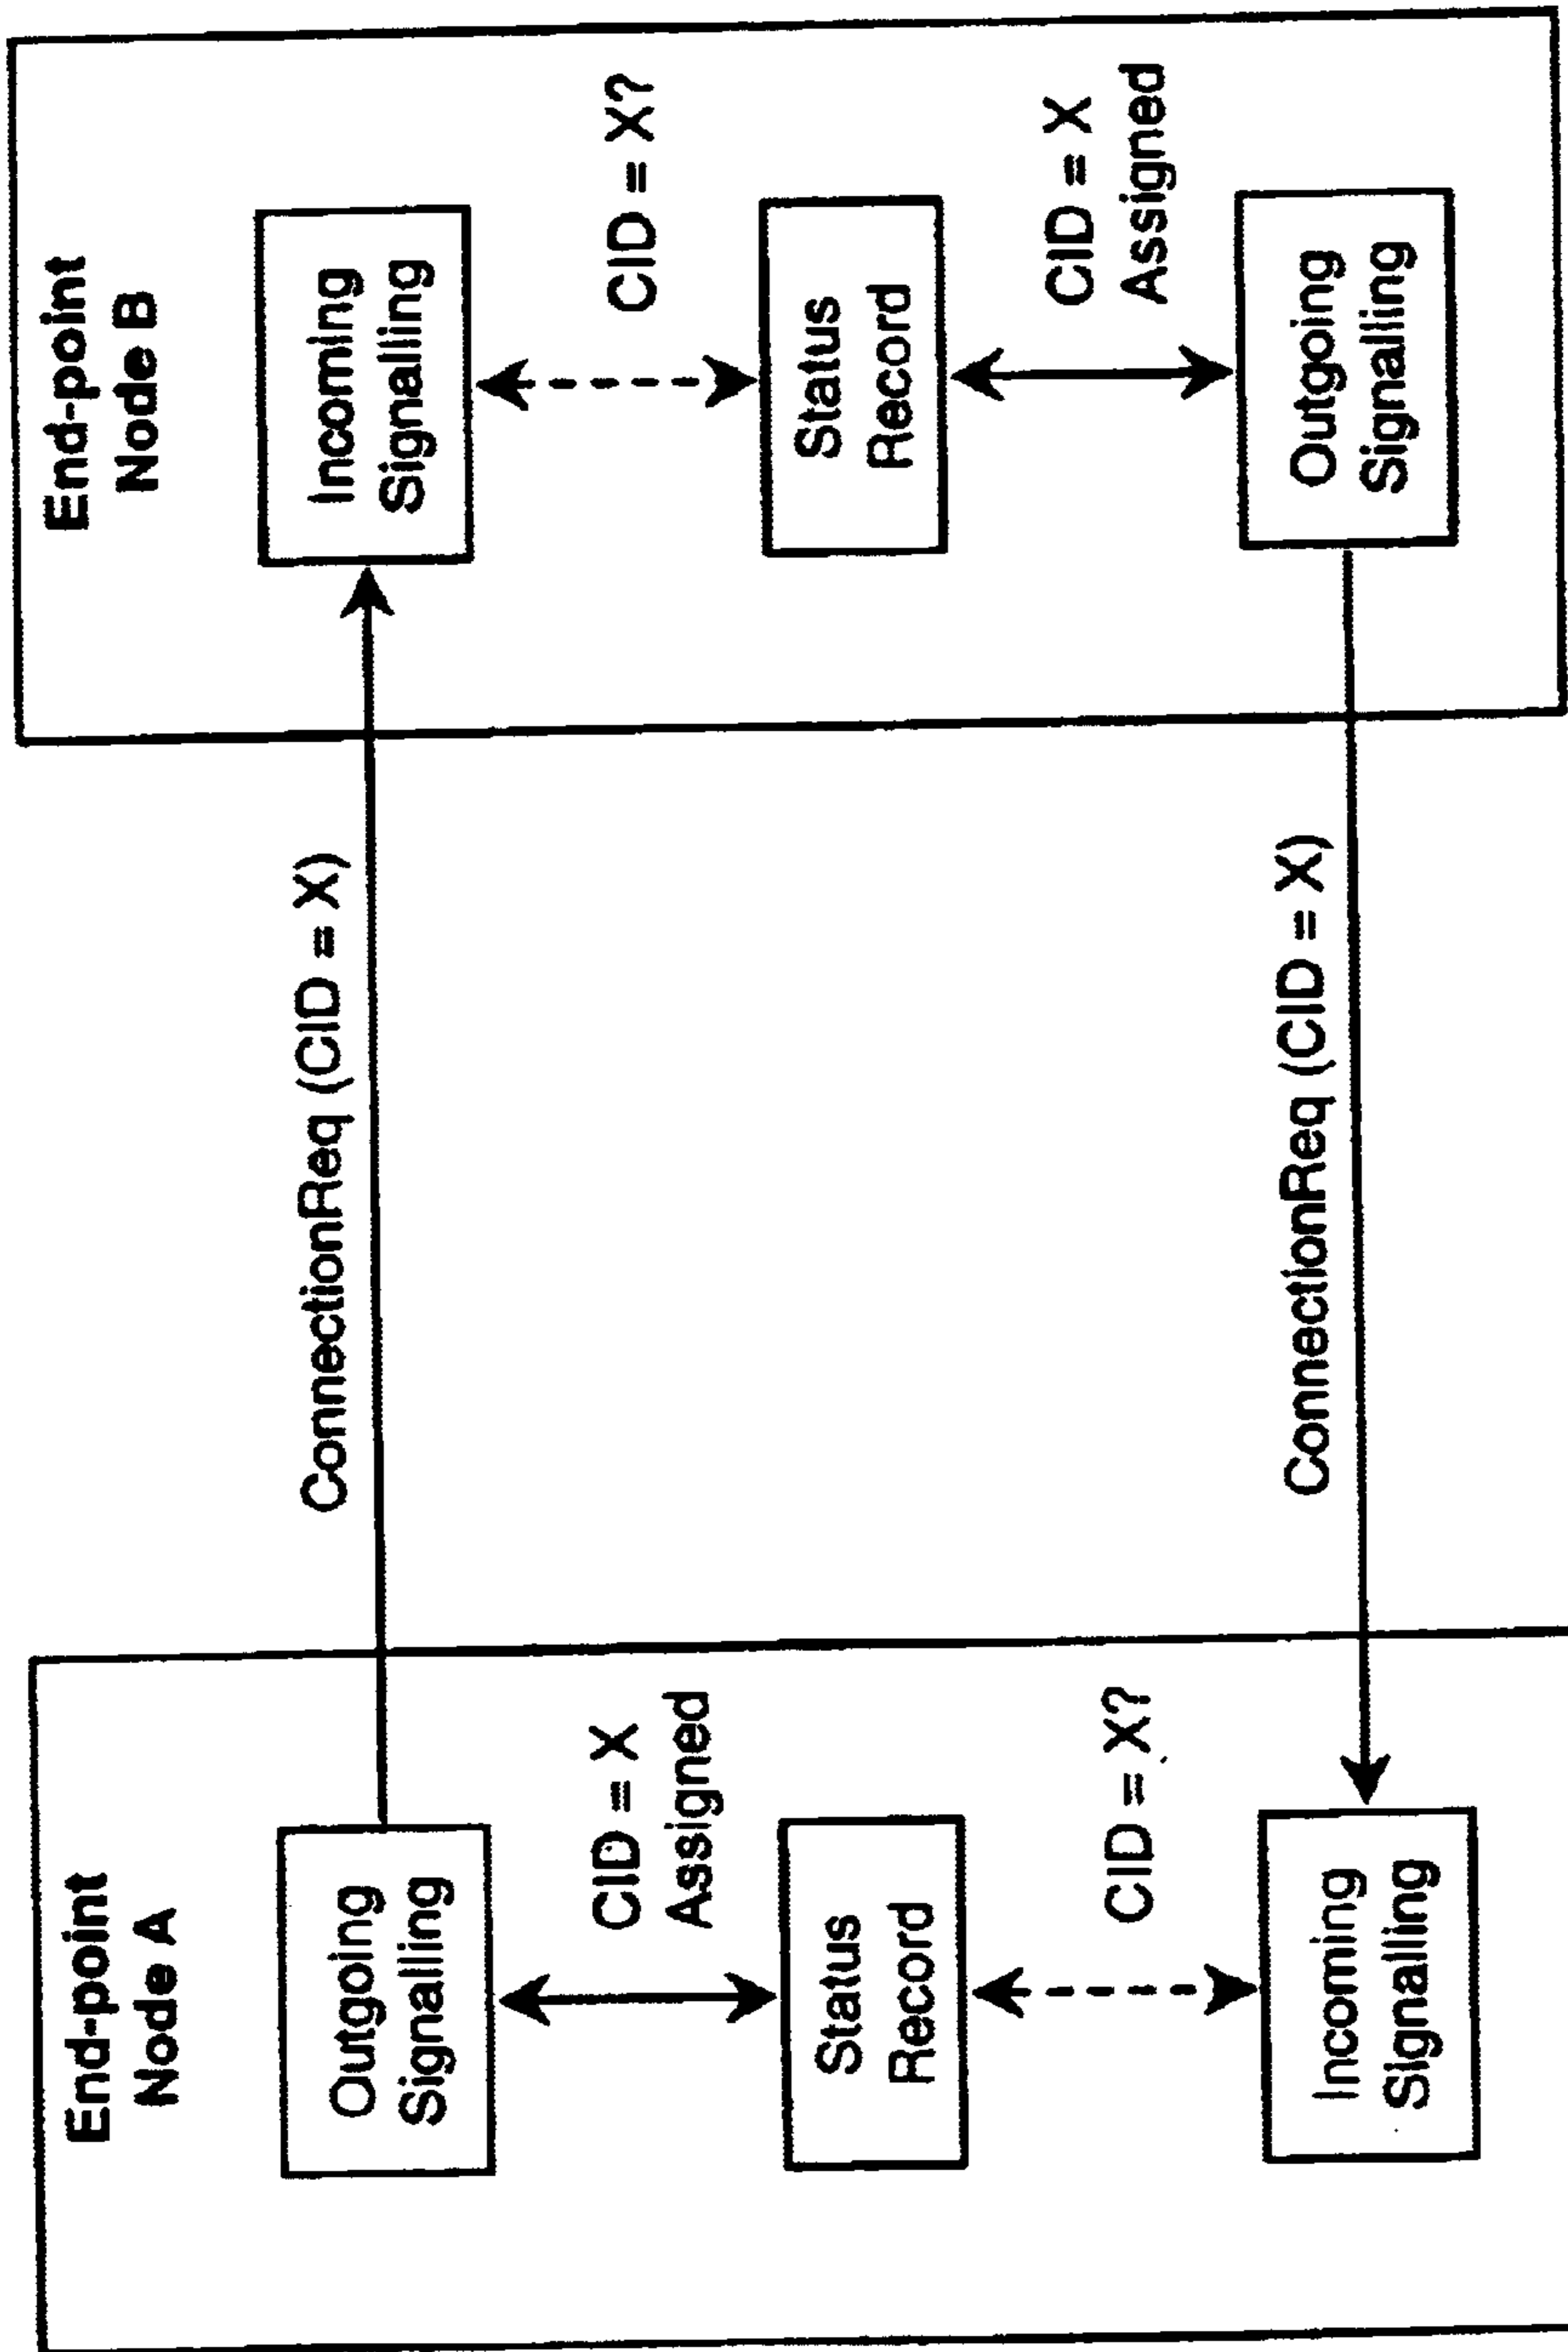 End-point
Node A
Outgoing
Signalling
CID = X
Assigned
Status
Record
CID = X?
Incoming
Signalling
ConnectionReq (CID = X)
ConnectionReq (CID = X)
End-point
Node B
Incoming
Signalling
CID = X?
Status
Record
CID = X
Assigned
Outgoing
Signalling